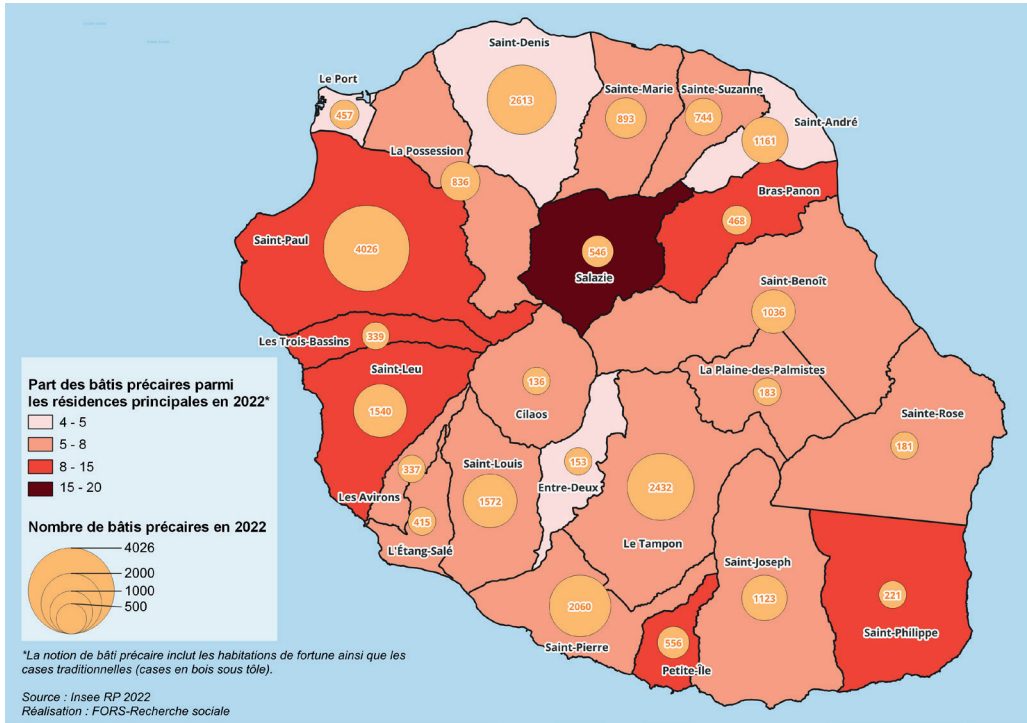 Saint-Denis
Le Port
2613
Sainte-Marie
Sainte-Suzanne
457
893
744
Saint-André
1161
La Possession
836
Bras-Panon
468
Saint-Paul
4026
546
Salazie
Saint-Benoît
1036
Les Trois-Bassins
339
Saint-Leu
La Plaine-des-Palmistes
136
183
1540
Cilaos
Sainte-Rose
181
Saint-Louis
153
337
Entre-Deux
2432
Les Avirons
1572
415
L'Étang-Salé
Le Tampon
Saint-Joseph
2060
1123
221
Saint-Philippe
Saint-Pierre
556
Petite-Île
Part des bâtis précaires parmi
les résidences principales en 2022*
4 - 5
5 - 8
8 - 15
15 - 20
Nombre de bâtis précaires en 2022
4026
2000
1000
500
*La notion de bâti précaire inclut les habitations de fortune ainsi que les
cases traditionnelles (cases en bois sous tôle).
Source : Insee RP 2022
Réalisation : FORS-Recherche sociale